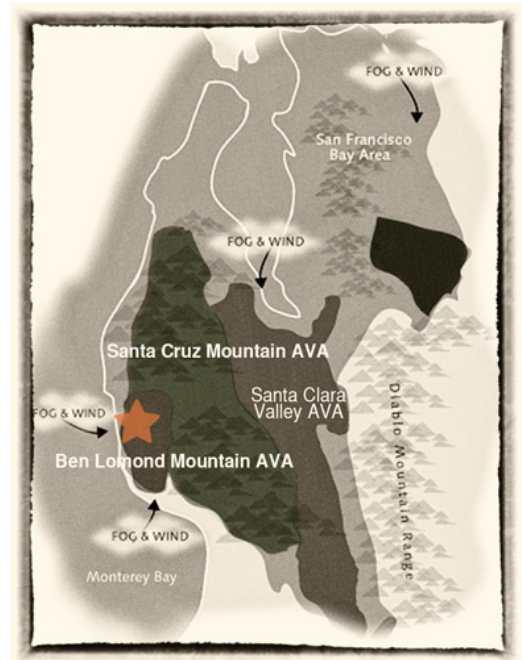 FOG & WIND
San Francisco
Bay Area
FOG & WIND
Santa Cruz Mountain AVA
Santa Clara
Valley AVA
Diablo Mountain Range
FOG & WIND
Ben Lomond Mountain AVA
FOG & WIND
Monterey Bay